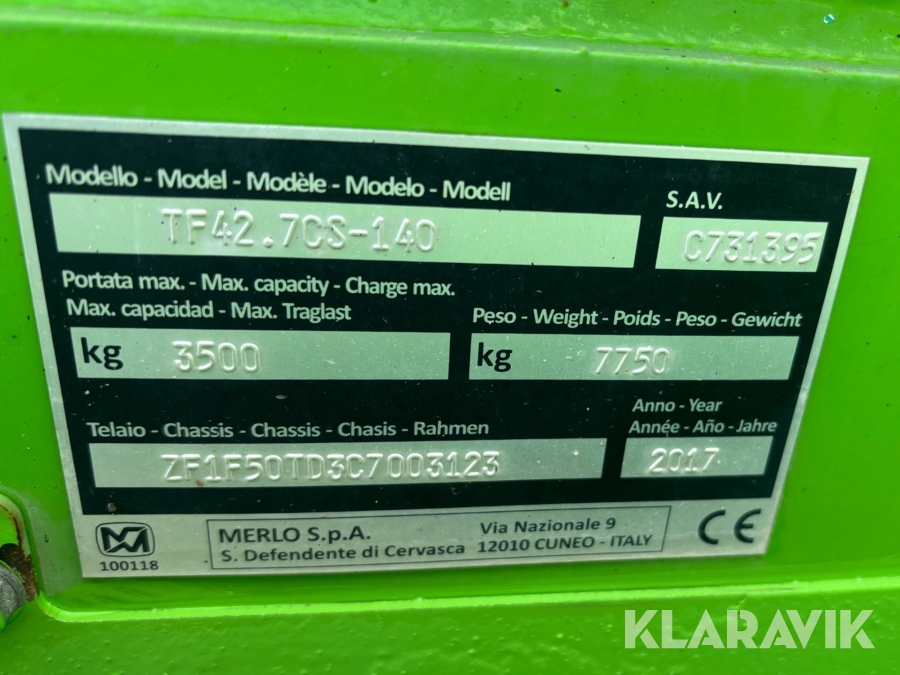 Modello - Model - Modèle - Modelo - Modell
S.A.V.
TF42.7CS-140
C731395
Portata max. - Max. capacity - Charge max.
Max. capacidad - Max. Traglast
Peso - Weight - Poids - Peso - Gewicht
kg 3500
kg 7750
Telaio - Chassis - Chassis - Chasis - Rahmen
Anno - Year
Année - Año - Jahre
ZF1F50TD3C7003123
2017
100118
MERLO S.p.A.
S. Defendente di Cervasca
Via Nazionale 9
12010 CUNEO - ITALY
CE
KLARAVIK